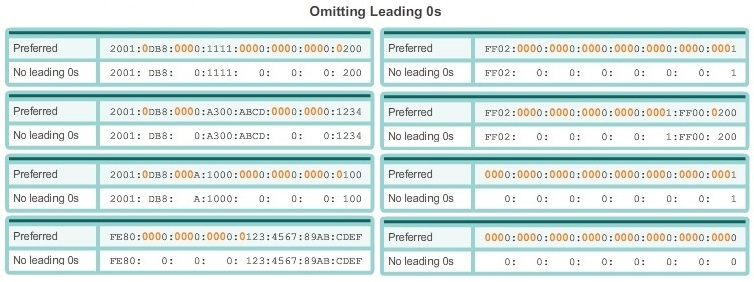 Omitting Leading 0s
Preferred 2001:0DB8:0000:1111:0000:0000:0000:0200
No leading 0s 2001: DB8: 0:1111: 0: 0: 0: 200
Preferred 2001:0DB8:0000:A300:ABCD:0000:0000:1234
No leading 0s 2001: DB8: 0:A300:ABCD: 0: 0:1234
Preferred 2001:0DB8:000A:1000:0000:0000:0000:0100
No leading 0s 2001: DB8: A:1000: 0: 0: 0: 100
Preferred FE80:0000:0000:0000:0123:4567:89AB:CDEF
No leading 0s FE80: 0: 0: 0: 123:4567:89AB:CDEF
Preferred FF02:0000:0000:0000:0000:0000:0000:0001
No leading 0s FF02: 0: 0: 0: 0: 0: 0: 1
Preferred FF02:0000:0000:0000:0000:0001:FF00:0200
No leading 0s FF02: 0: 0: 0: 0: 1:FF00: 200
Preferred 0000:0000:0000:0000:0000:0000:0000:0001
No leading 0s 0: 0: 0: 0: 0: 0: 0: 1
Preferred 0000:0000:0000:0000:0000:0000:0000:0000
No leading 0s 0: 0: 0: 0: 0: 0: 0: 0